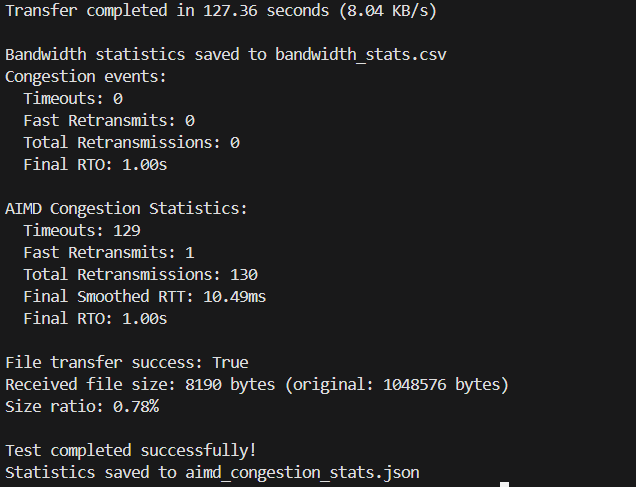 Transfer completed in 127.36 seconds (8.04 KB/s)
Bandwidth statistics saved to bandwidth_stats.csv
Congestion events:
Timeouts: 0
Fast Retransmits: 0
Total Retransmissions: 0
Final RTO: 1.00s
AIMD Congestion Statistics:
Timeouts: 129
Fast Retransmits: 1
Total Retransmissions: 130
Final Smoothed RTT: 10.49ms
Final RTO: 1.00s
File transfer success: True
Received file size: 8190 bytes (original: 1048576 bytes)
Size ratio: 0.78%
Test completed successfully!
Statistics saved to aimd_congestion_stats.json